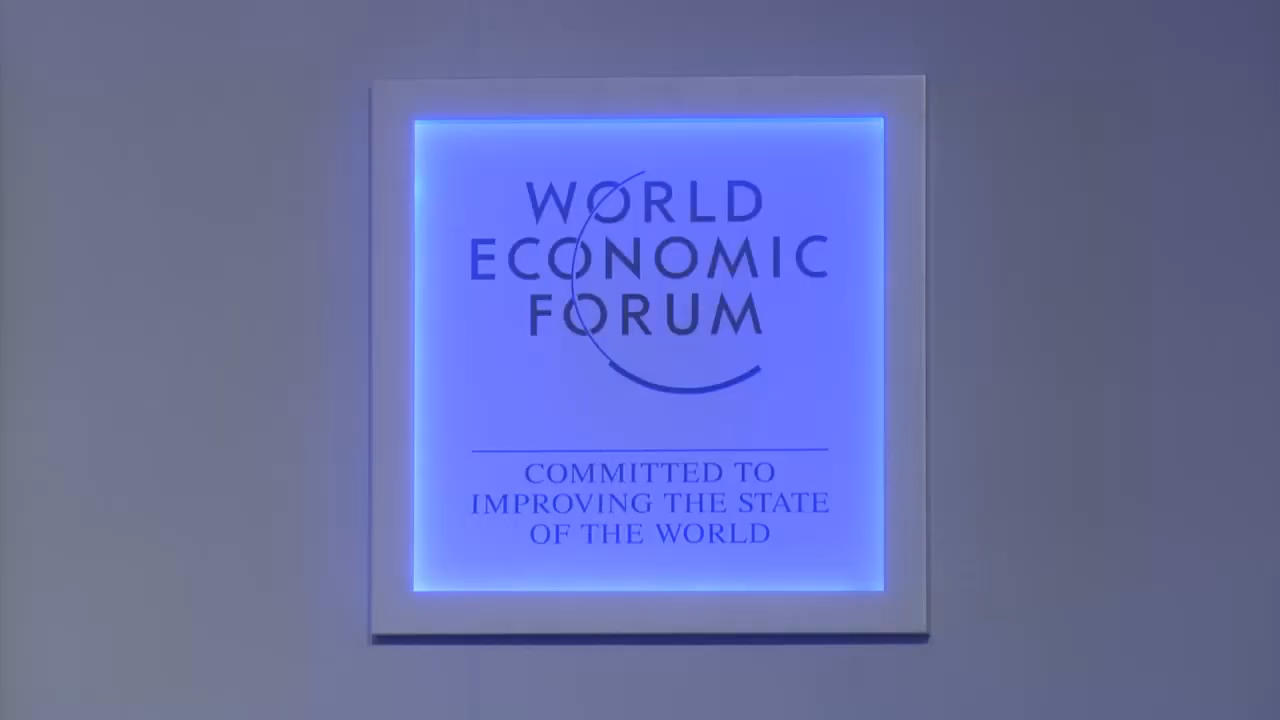 WORLD
ECONOMIC
FORUM
COMMITTED TO
IMPROVING THE STATE
OF THE WORLD